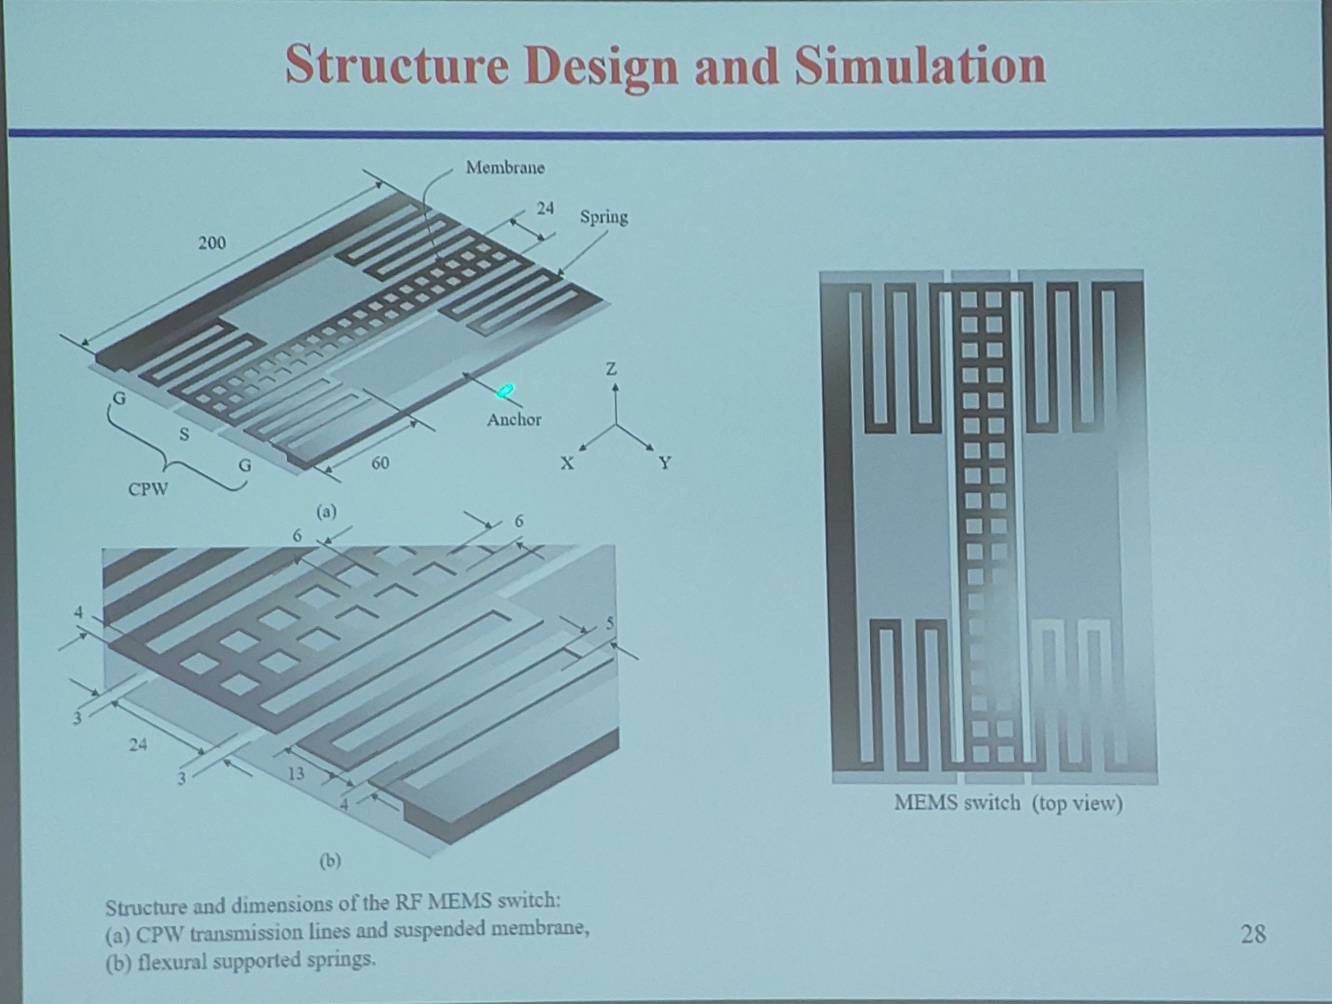 Structure Design and Simulation
Membrane
24
Spring
200
Z
G
Anchor
S
G
60
X
Y
CPW
(a)
6
6
4
5
3
24
3
13
4
(b)
MEMS switch (top view)
Structure and dimensions of the RF MEMS switch:
(a) CPW transmission lines and suspended membrane,
(b) flexural supported springs.
28